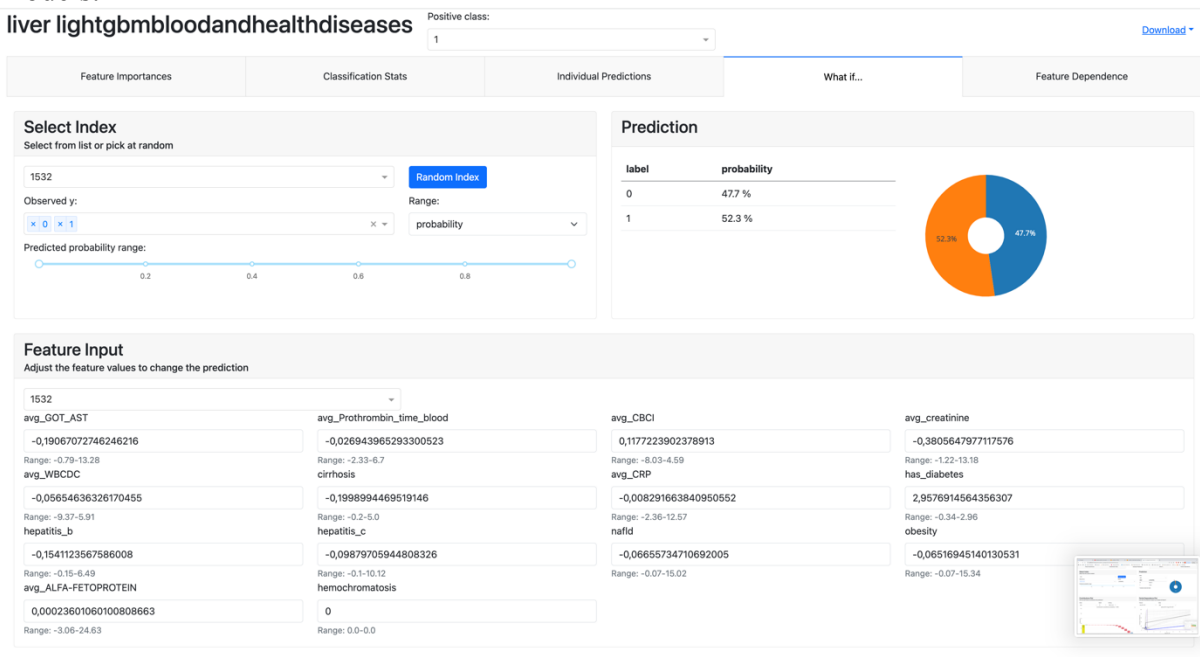 liver lightgbmbloodandhealthdiseases
Positive class:
1
Download
Feature Importances
Classification Stats
Individual Predictions
What if...
Feature Dependence
Select Index
Select from list or pick at random
1532
Random Index
Observed y:
Range:
× 0 × 1
probability
Predicted probability range:
0.2 0.4 0.6 0.8
Prediction
label probability
0 47.7 %
1 52.3 %
52.3%
47.7%
Feature Input
Adjust the feature values to change the prediction
1532
avg_GOT_AST
avg_Prothrombin_time_blood
avg_CBCI
avg_creatinine
-0,19067072746246216
-0,026943965293300523
0,1177223902378913
-0,3805647977117576
Range: -0.79-13.28
Range: -2.33-6.7
Range: -8.03-4.59
Range: -1.22-13.18
avg_WBCDC
cirrhosis
avg_CRP
has_diabetes
-0,05654636326170455
-0,1998994469519146
-0,008291663840950552
2,9576914564356307
Range: -9.37-5.91
Range: -0.2-5.0
Range: -2.36-12.57
Range: -0.34-2.96
hepatitis_b
hepatitis_c
nafld
obesity
-0,1541123567586008
-0,09879705944808326
-0,06655734710692005
-0,06516945140130531
Range: -0.15-6.49
Range: -0.1-10.12
Range: -0.07-15.02
Range: -0.07-15.34
avg_ALFA-FETOPROTEIN
hemochromatosis
0,00023601060100808663
0
Range: -3.06-24.63
Range: 0.0-0.0